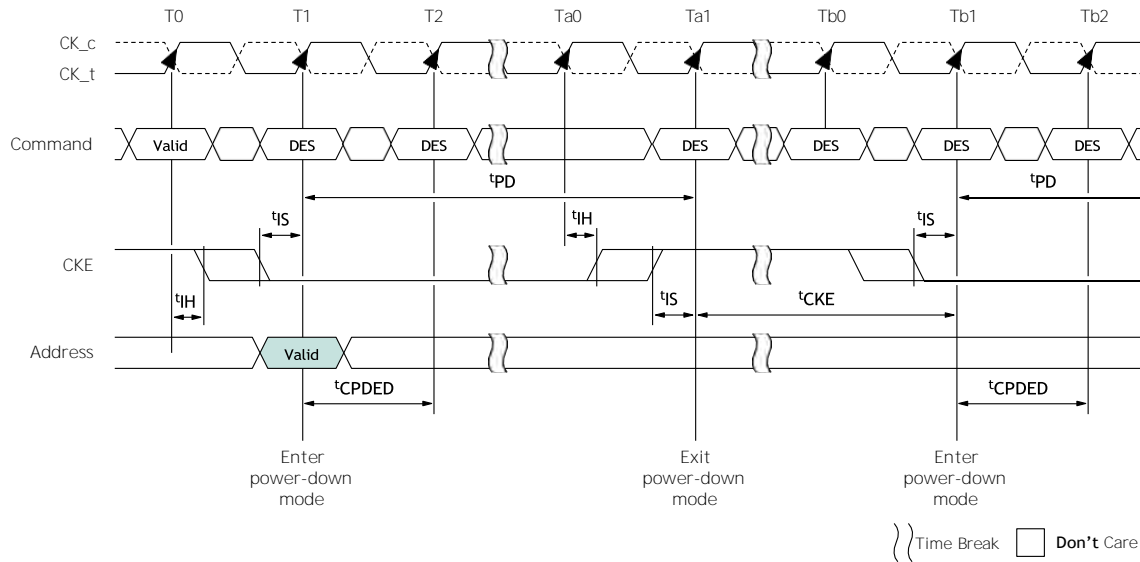 T0 T1 T2 Ta0 Ta1 Tb0 Tb1 Tb2
CK_c
CK_t
Command Valid DES DES DES DES DES DES
tPD tPD
tIS tIH tIS
CKE
tIH tIS tCKE
Address Valid
tCPDED tCPDED
Enter power-down mode
Exit power-down mode
Enter power-down mode
Time Break Don't Care